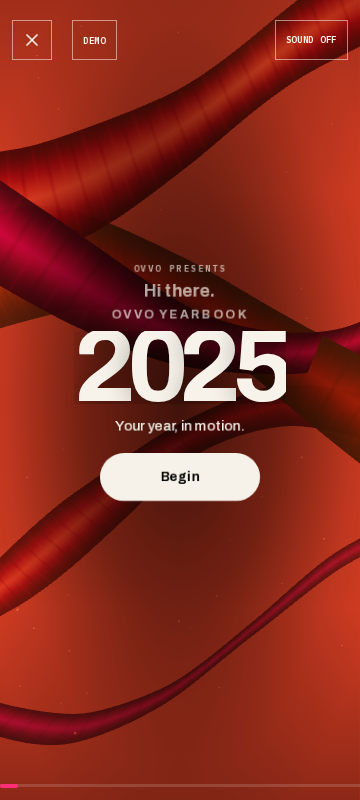 DEMO
SOUND OFF
OVVO PRESENTS
Hi there.
OVVO YEARBOOK
2025
Your year, in motion.
Begin